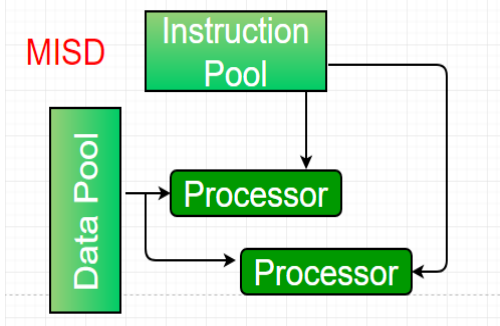 MISD
Instruction
Pool
Data Pool
Processor
Processor